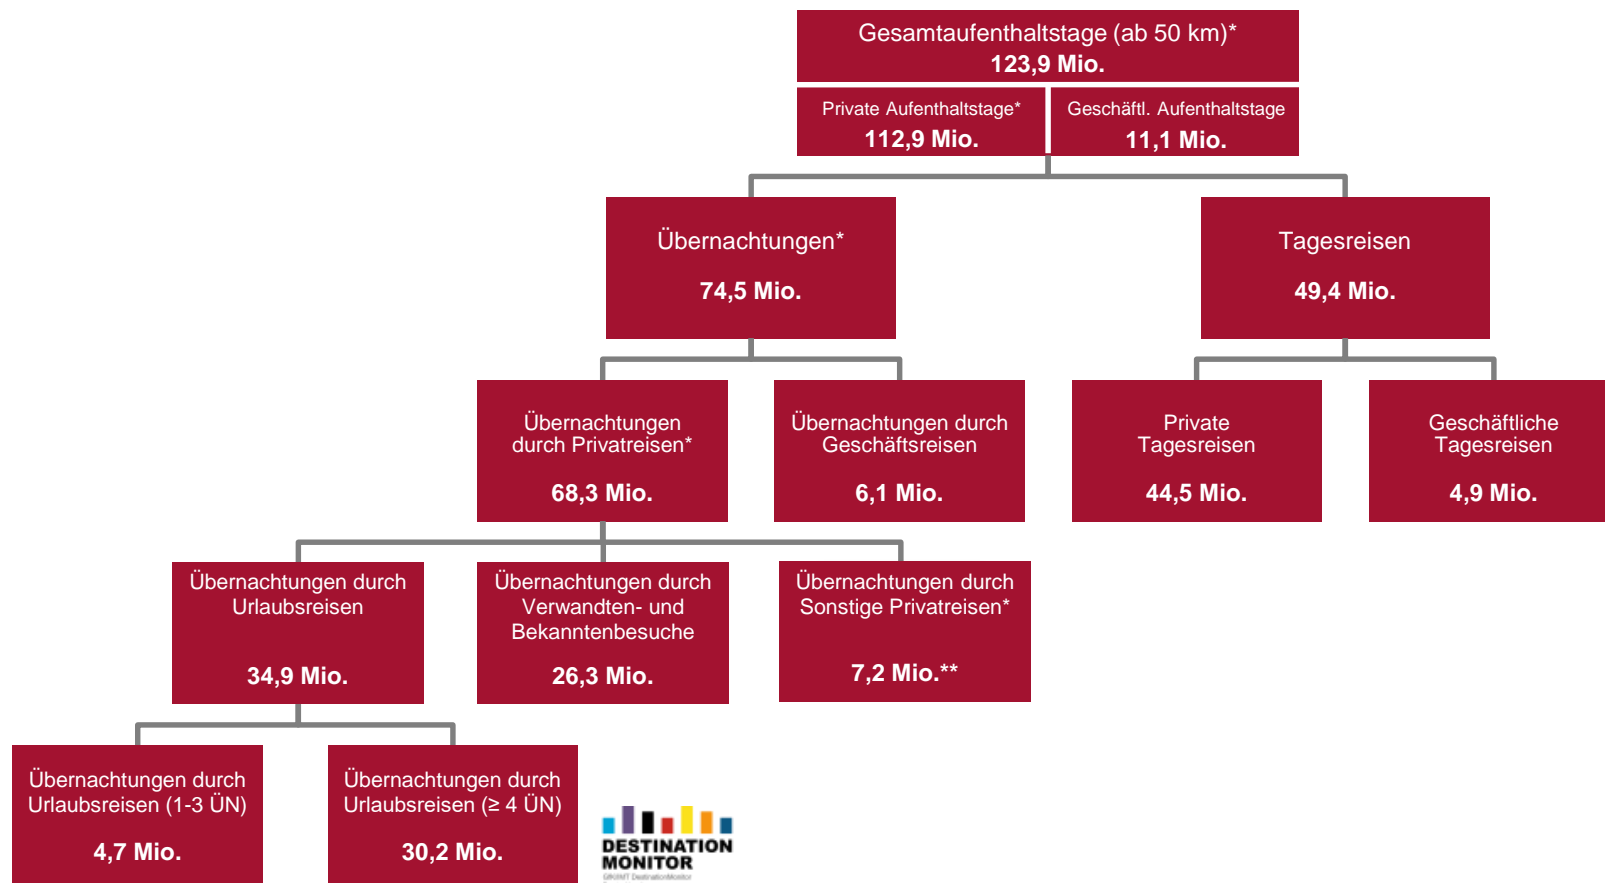 Gesamtaufenthaltstage (ab 50 km)*
123,9 Mio.
Private Aufenthaltstage*
112,9 Mio.
Geschäftl. Aufenthaltstage
11,1 Mio.
Übernachtungen*
74,5 Mio.
Tagesreisen
49,4 Mio.
Übernachtungen
durch Privatreisen*
68,3 Mio.
Übernachtungen durch
Geschäftsreisen
6,1 Mio.
Private
Tagesreisen
44,5 Mio.
Geschäftliche
Tagesreisen
4,9 Mio.
Übernachtungen durch
Urlaubsreisen
34,9 Mio.
Übernachtungen durch
Verwandten- und
Bekanntenbesuche
26,3 Mio.
Übernachtungen durch
Sonstige Privatreisen*
7,2 Mio.**
Übernachtungen durch
Urlaubsreisen (1-3 ÜN)
4,7 Mio.
Übernachtungen durch
Urlaubsreisen (≥ 4 ÜN)
30,2 Mio.
DESTINATION
MONITOR
DestinationMonitor